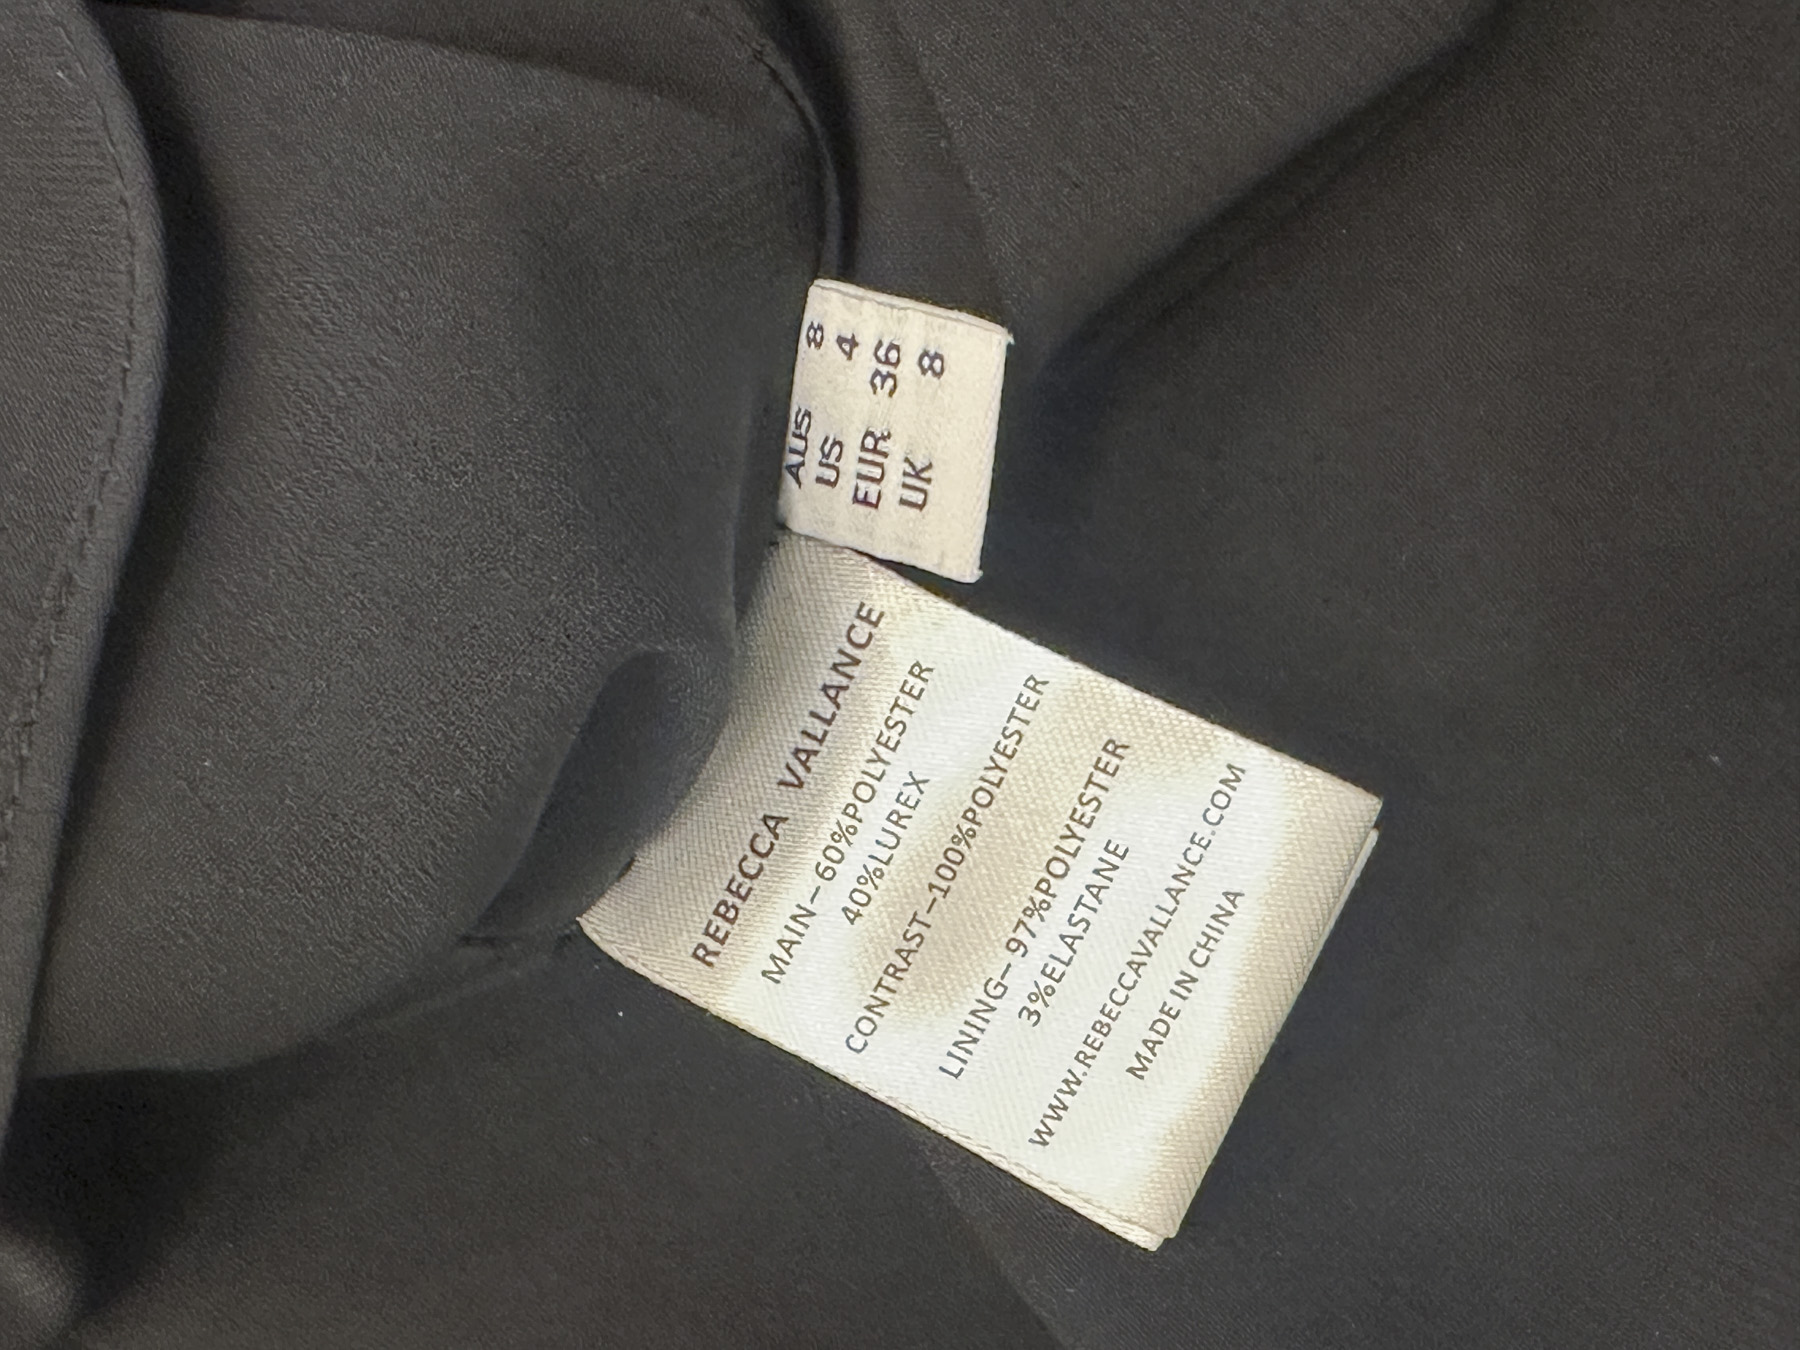 AUS 8
US 4
EUR 36
UK 8
REBECCA VALLANCE
MAIN-60%POLYESTER
40%LUREX
CONTRAST-100%POLYESTER
LINING-97%POLYESTER
3%ELASTANE
WWW.REBECCAVALLANCE.COM
MADE IN CHINA